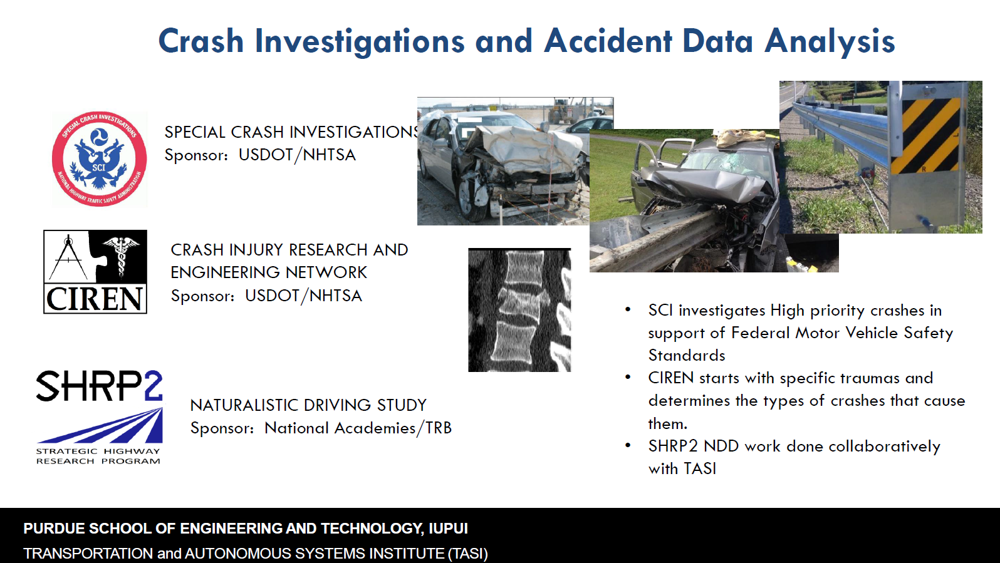 Crash Investigations and Accident Data Analysis
SPECIAL CRASH INVESTIGATIONS
NATIONAL HIGHWAY TRAFFIC SAFETY ADMINISTRATION
SCI
SPECIAL CRASH INVESTIGATIONS
Sponsor: USDOT/NHTSA
CIREN
CRASH INJURY RESEARCH AND
ENGINEERING NETWORK
Sponsor: USDOT/NHTSA
SHRP2
STRATEGIC HIGHWAY
RESEARCH PROGRAM
NATURALISTIC DRIVING STUDY
Sponsor: National Academies/TRB
L
R
• SCI investigates High priority crashes in
support of Federal Motor Vehicle Safety
Standards
• CIREN starts with specific traumas and
determines the types of crashes that cause
them.
• SHRP2 NDD work done collaboratively
with TASI
PURDUE SCHOOL OF ENGINEERING AND TECHNOLOGY, IUPUI
TRANSPORTATION and AUTONOMOUS SYSTEMS INSTITUTE (TASI)